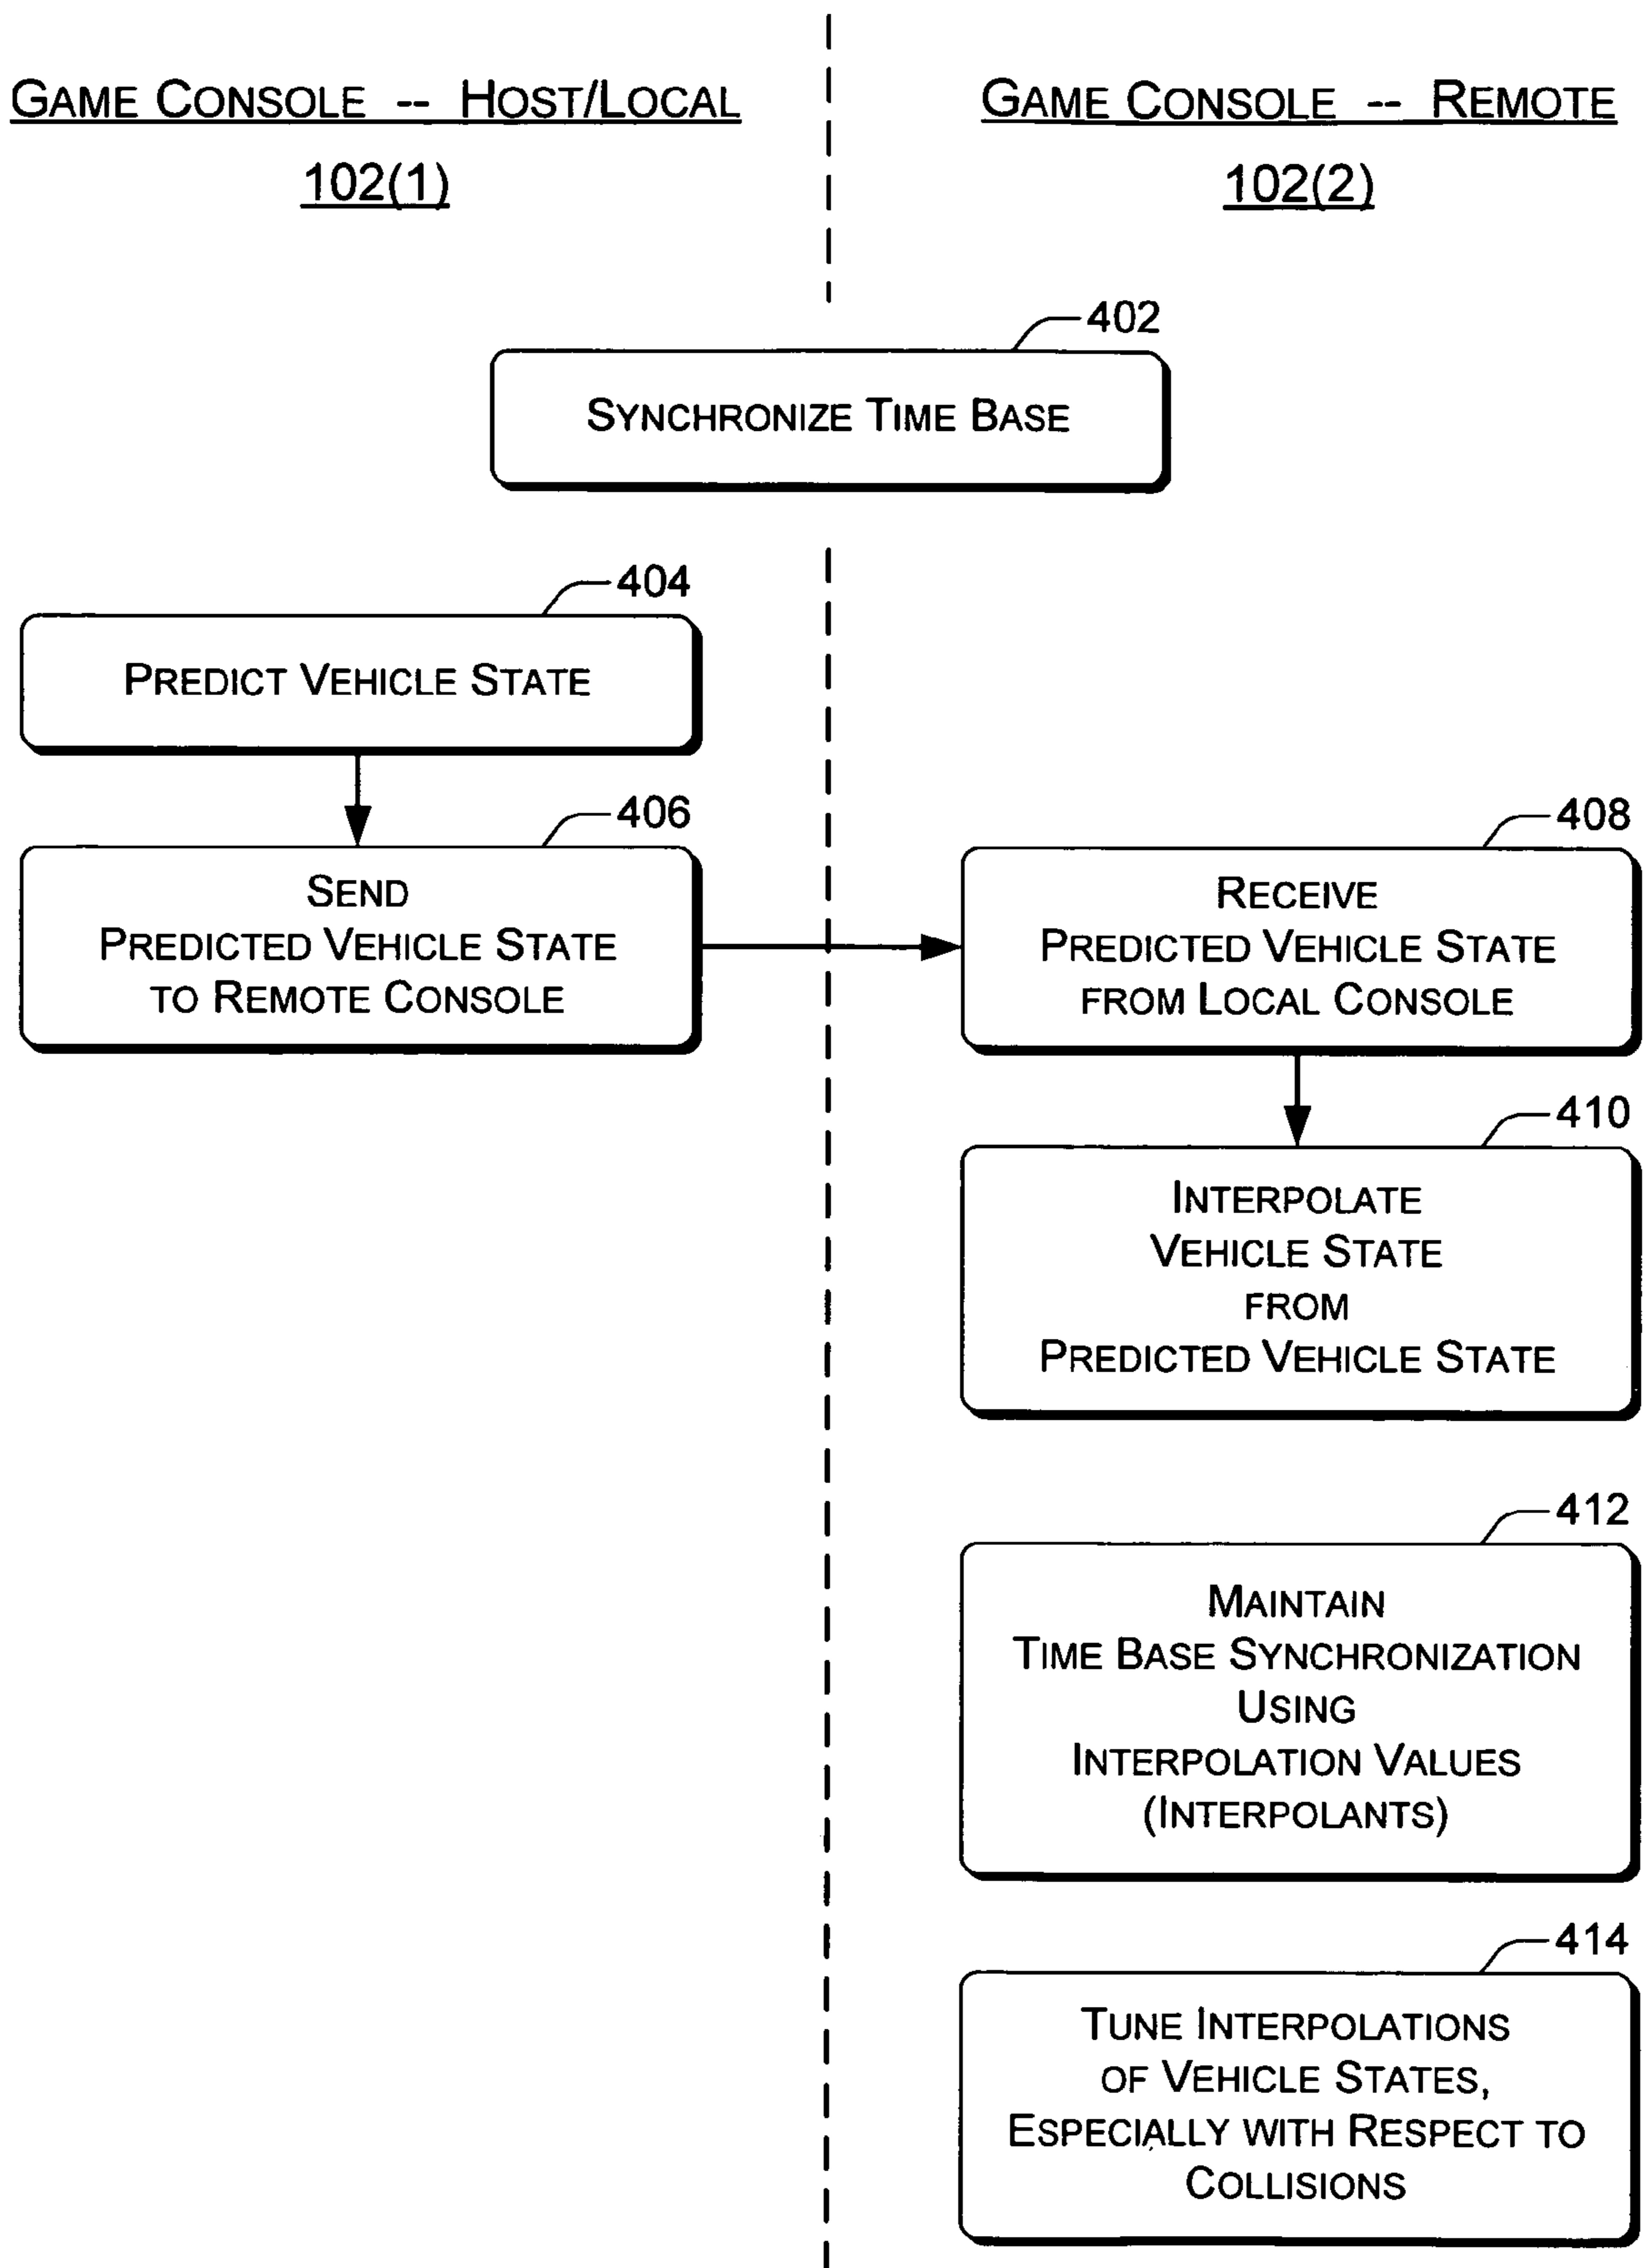 GAME CONSOLE -- HOST/LOCAL
102(1)
GAME CONSOLE -- REMOTE
102(2)
402
SYNCHRONIZE TIME BASE
404
PREDICT VEHICLE STATE
406
SEND
PREDICTED VEHICLE STATE
TO REMOTE CONSOLE
408
RECEIVE
PREDICTED VEHICLE STATE
FROM LOCAL CONSOLE
410
INTERPOLATE
VEHICLE STATE
FROM
PREDICTED VEHICLE STATE
412
MAINTAIN
TIME BASE SYNCHRONIZATION
USING
INTERPOLATION VALUES
(INTERPOLANTS)
414
TUNE INTERPOLATIONS
OF VEHICLE STATES,
ESPECIALLY WITH RESPECT TO
COLLISIONS